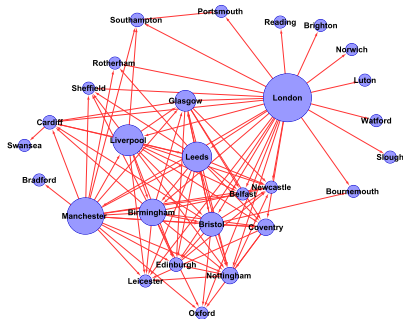 Portsmouth
Southampton
Reading
Brighton
Norwich
Rotherham
Luton
Sheffield
Glasgow
London
Cardiff
Watford
Liverpool
Swansea
Leeds
Slough
Bradford
Newcastle
Belfast
Bournemouth
Manchester
Birmingham
Bristol
Coventry
Edinburgh
Nottingham
Leicester
Oxford